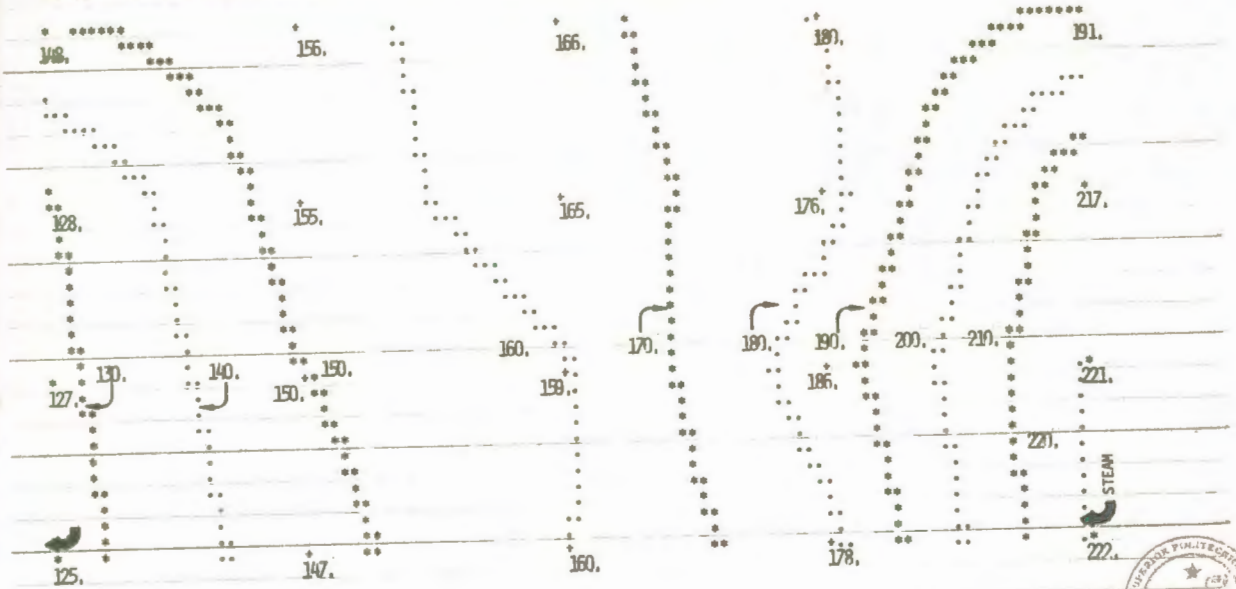 148. 156. 166. 180. 191.
128. 155. 165. 176. 217.
160. 170. 180. 190. 200. 210.
130. 140. 150. 159. 186. 221.
127. 150.
220.
STEAM
125. 147. 160. 178. 222.